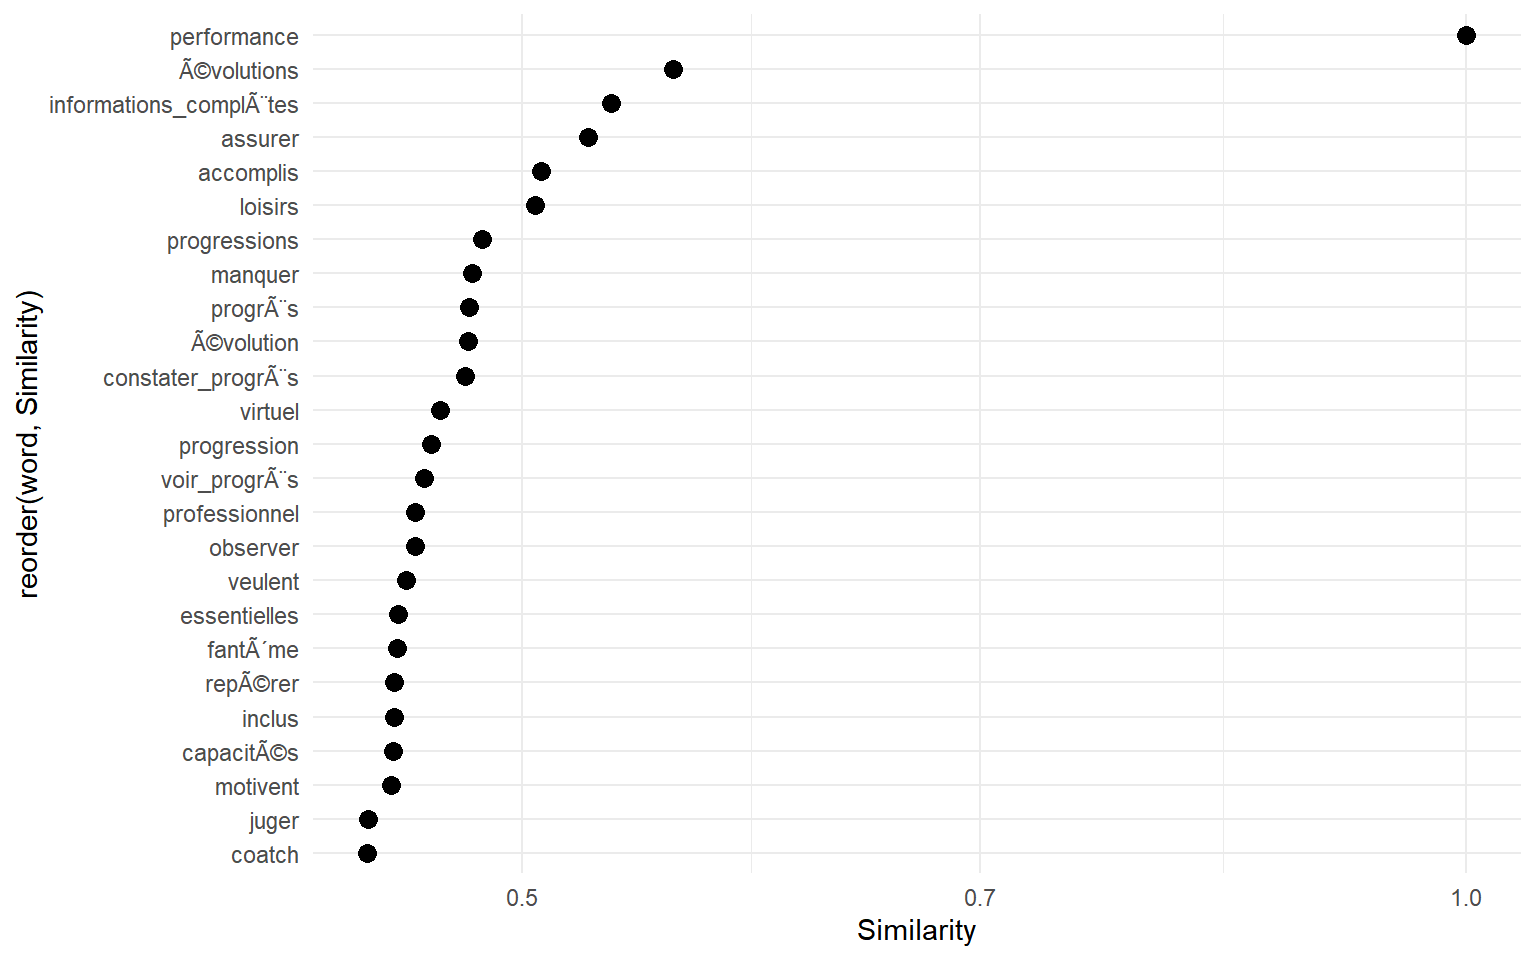 performance
Ã©volutions
informations_complÃ¨tes
assurer
accomplis
loisirs
progressions
manquer
progrÃ¨s
Ã©volution
constater_progrÃ¨s
virtuel
progression
voir_progrÃ¨s
professionnel
observer
veulent
essentielles
fantÃ´me
repÃ©rer
inclus
capacitÃ©s
motivent
juger
coatch
reorder(word, Similarity)
0.5 0.7 1.0
Similarity